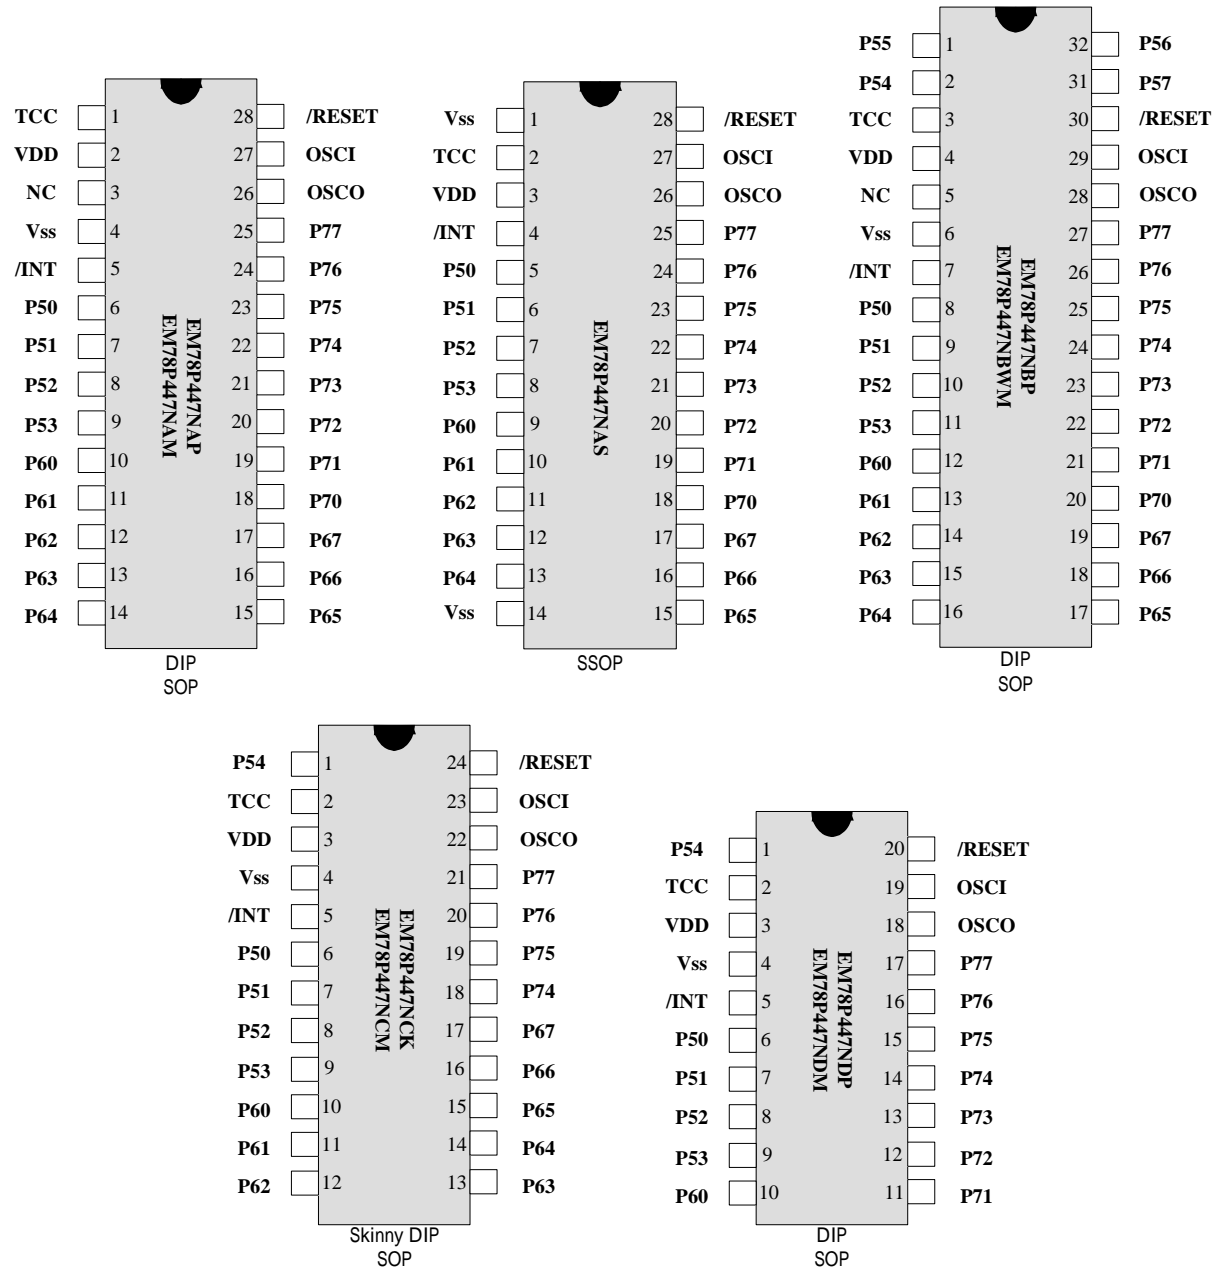 TCC 1 28 /RESET
VDD 2 27 OSCI
NC 3 26 OSCO
Vss 4 25 P77
/INT 5 24 P76
P50 6 23 P75
P51 7 22 P74
P52 8 21 P73
P53 9 20 P72
P60 10 19 P71
P61 11 18 P70
P62 12 17 P67
P63 13 16 P66
P64 14 15 P65
EM78P447NAP
EM78P447NAM
DIP
SOP
Vss 1 28 /RESET
TCC 2 27 OSCI
VDD 3 26 OSCO
/INT 4 25 P77
P50 5 24 P76
P51 6 23 P75
P52 7 22 P74
P53 8 21 P73
P60 9 20 P72
P61 10 19 P71
P62 11 18 P70
P63 12 17 P67
P64 13 16 P66
Vss 14 15 P65
EM78P447NAS
SSOP
P55 1 32 P56
P54 2 31 P57
TCC 3 30 /RESET
VDD 4 29 OSCI
NC 5 28 OSCO
Vss 6 27 P77
/INT 7 26 P76
P50 8 25 P75
P51 9 24 P74
P52 10 23 P73
P53 11 22 P72
P60 12 21 P71
P61 13 20 P70
P62 14 19 P67
P63 15 18 P66
P64 16 17 P65
EM78P447NBP
EM78P447NBWM
DIP
SOP
P54 1 24 /RESET
TCC 2 23 OSCI
VDD 3 22 OSCO
Vss 4 21 P77
/INT 5 20 P76
P50 6 19 P75
P51 7 18 P74
P52 8 17 P67
P53 9 16 P66
P60 10 15 P65
P61 11 14 P64
P62 12 13 P63
EM78P447NCK
EM78P447NCM
Skinny DIP
SOP
P54 1 20 /RESET
TCC 2 19 OSCI
VDD 3 18 OSCO
Vss 4 17 P77
/INT 5 16 P76
P50 6 15 P75
P51 7 14 P74
P52 8 13 P73
P53 9 12 P72
P60 10 11 P71
EM78P447NDP
EM78P447NDM
DIP
SOP